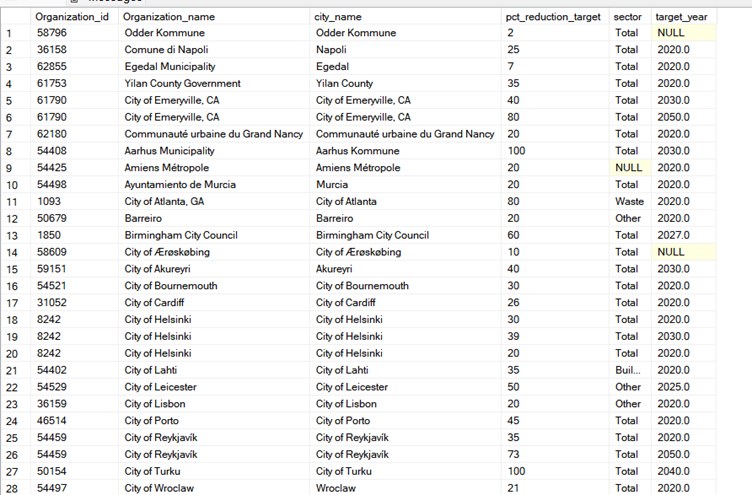 Organization_id Organization_name city_name pct_reduction_target sector target_year
1 58796 Odder Kommune Odder Kommune 2 Total NULL
2 36158 Comune di Napoli Napoli 25 Total 2020.0
3 62855 Egedal Municipality Egedal 7 Total 2020.0
4 61753 Yilan County Government Yilan County 35 Total 2020.0
5 61790 City of Emeryville, CA City of Emeryville, CA 40 Total 2030.0
6 61790 City of Emeryville, CA City of Emeryville, CA 80 Total 2050.0
7 62180 Communauté urbaine du Grand Nancy Communauté urbaine du Grand Nancy 20 Total 2020.0
8 54408 Aarhus Municipality Aarhus Kommune 100 Total 2030.0
9 54425 Amiens Métropole Amiens Métropole 20 NULL 2020.0
10 54498 Ayuntamiento de Murcia Murcia 20 Total 2020.0
11 1093 City of Atlanta, GA City of Atlanta 80 Waste 2020.0
12 50679 Barreiro Barreiro 20 Other 2020.0
13 1850 Birmingham City Council Birmingham City Council 60 Total 2027.0
14 58609 City of Ærøskøbing City of Ærøskøbing 10 Total NULL
15 59151 City of Akureyri Akureyri 40 Total 2030.0
16 54521 City of Bournemouth City of Bournemouth 30 Total 2020.0
17 31052 City of Cardiff City of Cardiff 26 Total 2020.0
18 8242 City of Helsinki City of Helsinki 30 Total 2020.0
19 8242 City of Helsinki City of Helsinki 39 Total 2030.0
20 8242 City of Helsinki City of Helsinki 20 Total 2020.0
21 54402 City of Lahti City of Lahti 35 Buil... 2020.0
22 54529 City of Leicester City of Leicester 50 Other 2025.0
23 36159 City of Lisbon City of Lisbon 20 Other 2020.0
24 46514 City of Porto City of Porto 45 Total 2020.0
25 54459 City of Reykjavík City of Reykjavík 35 Total 2020.0
26 54459 City of Reykjavík City of Reykjavík 73 Total 2050.0
27 50154 City of Turku City of Turku 100 Total 2040.0
28 54497 City of Wroclaw Wroclaw 21 Total 2020.0